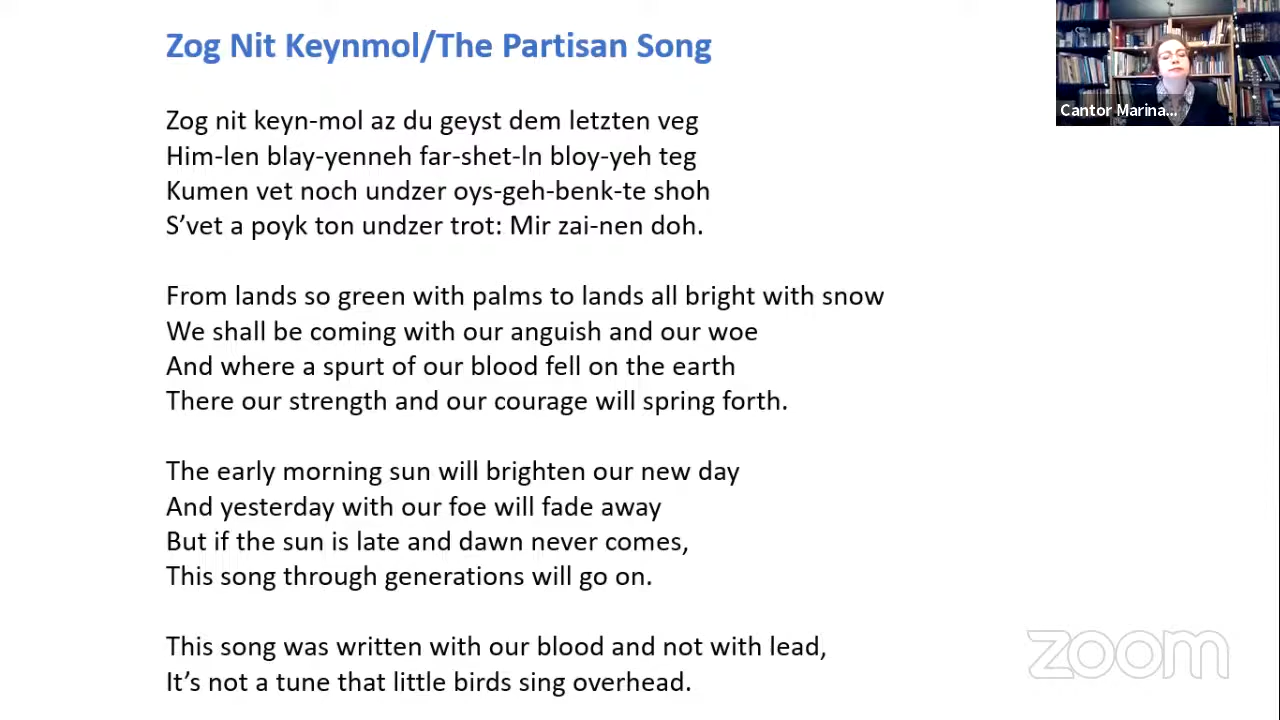 Zog Nit Keynmol/The Partisan Song
Zog nit keyn-mol az du geyst dem letzten veg
Him-len blay-yenneh far-shet-ln bloy-yeh teg
Kumen vet noch undzer oys-geh-benk-te shoh
S’vet a poyk ton undzer trot: Mir zai-nen doh.
From lands so green with palms to lands all bright with snow
We shall be coming with our anguish and our woe
And where a spurt of our blood fell on the earth
There our strength and our courage will spring forth.
The early morning sun will brighten our new day
And yesterday with our foe will fade away
But if the sun is late and dawn never comes,
This song through generations will go on.
This song was written with our blood and not with lead,
It’s not a tune that little birds sing overhead.
Cantor Marina...
zoom